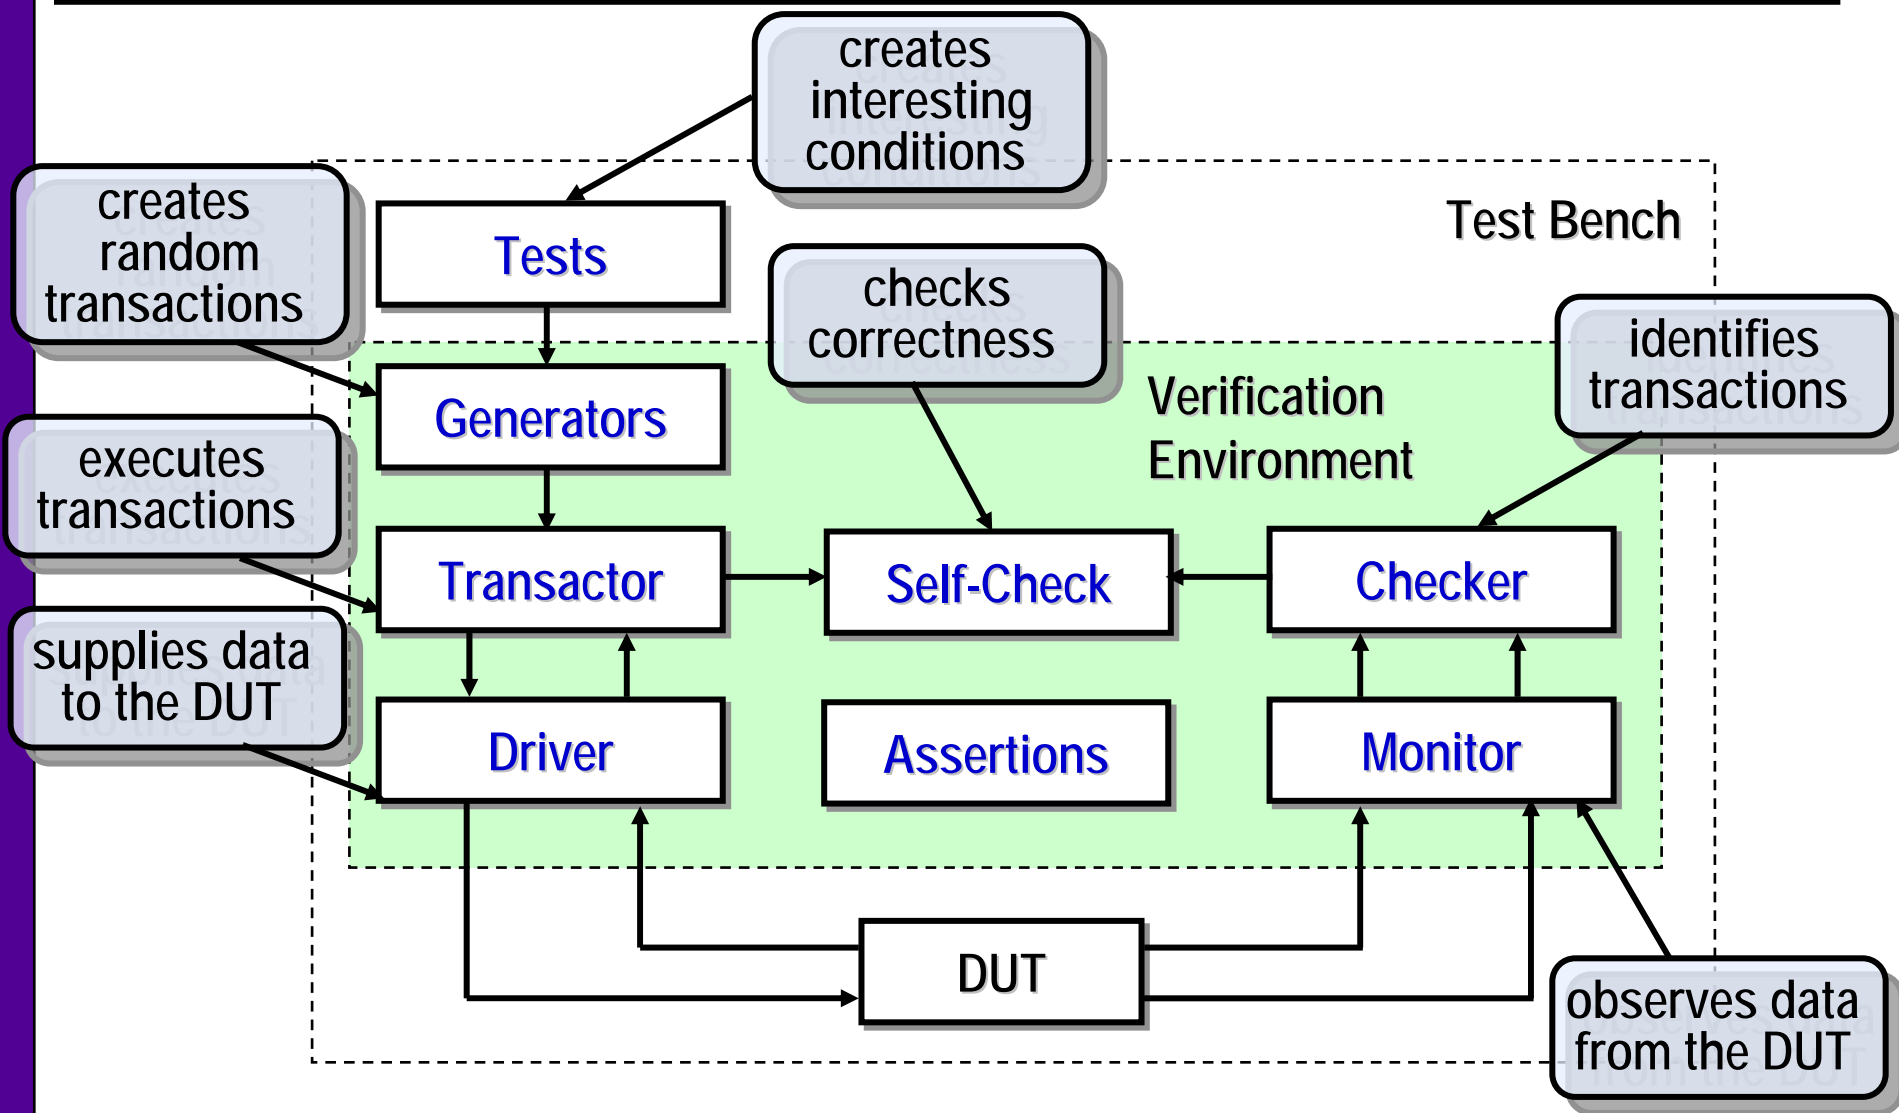 creates
interesting
conditions
creates
random
transactions
Tests
Test Bench
checks
correctness
identifies
transactions
Generators
Verification
Environment
executes
transactions
Transactor
Self-Check
Checker
supplies data
to the DUT
Driver
Assertions
Monitor
DUT
observes data
from the DUT